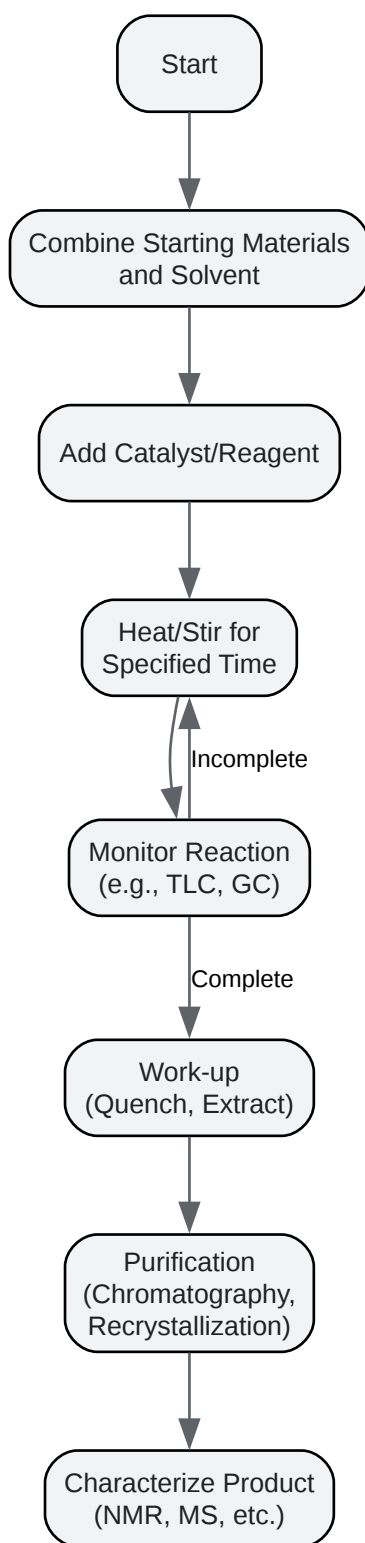 Start
Combine Starting Materials
and Solvent
Add Catalyst/Reagent
Heat/Stir for
Specified Time
Incomplete
Monitor Reaction
(e.g., TLC, GC)
Complete
Work-up
(Quench, Extract)
Purification
(Chromatography,
Recrystallization)
Characterize Product
(NMR, MS, etc.)